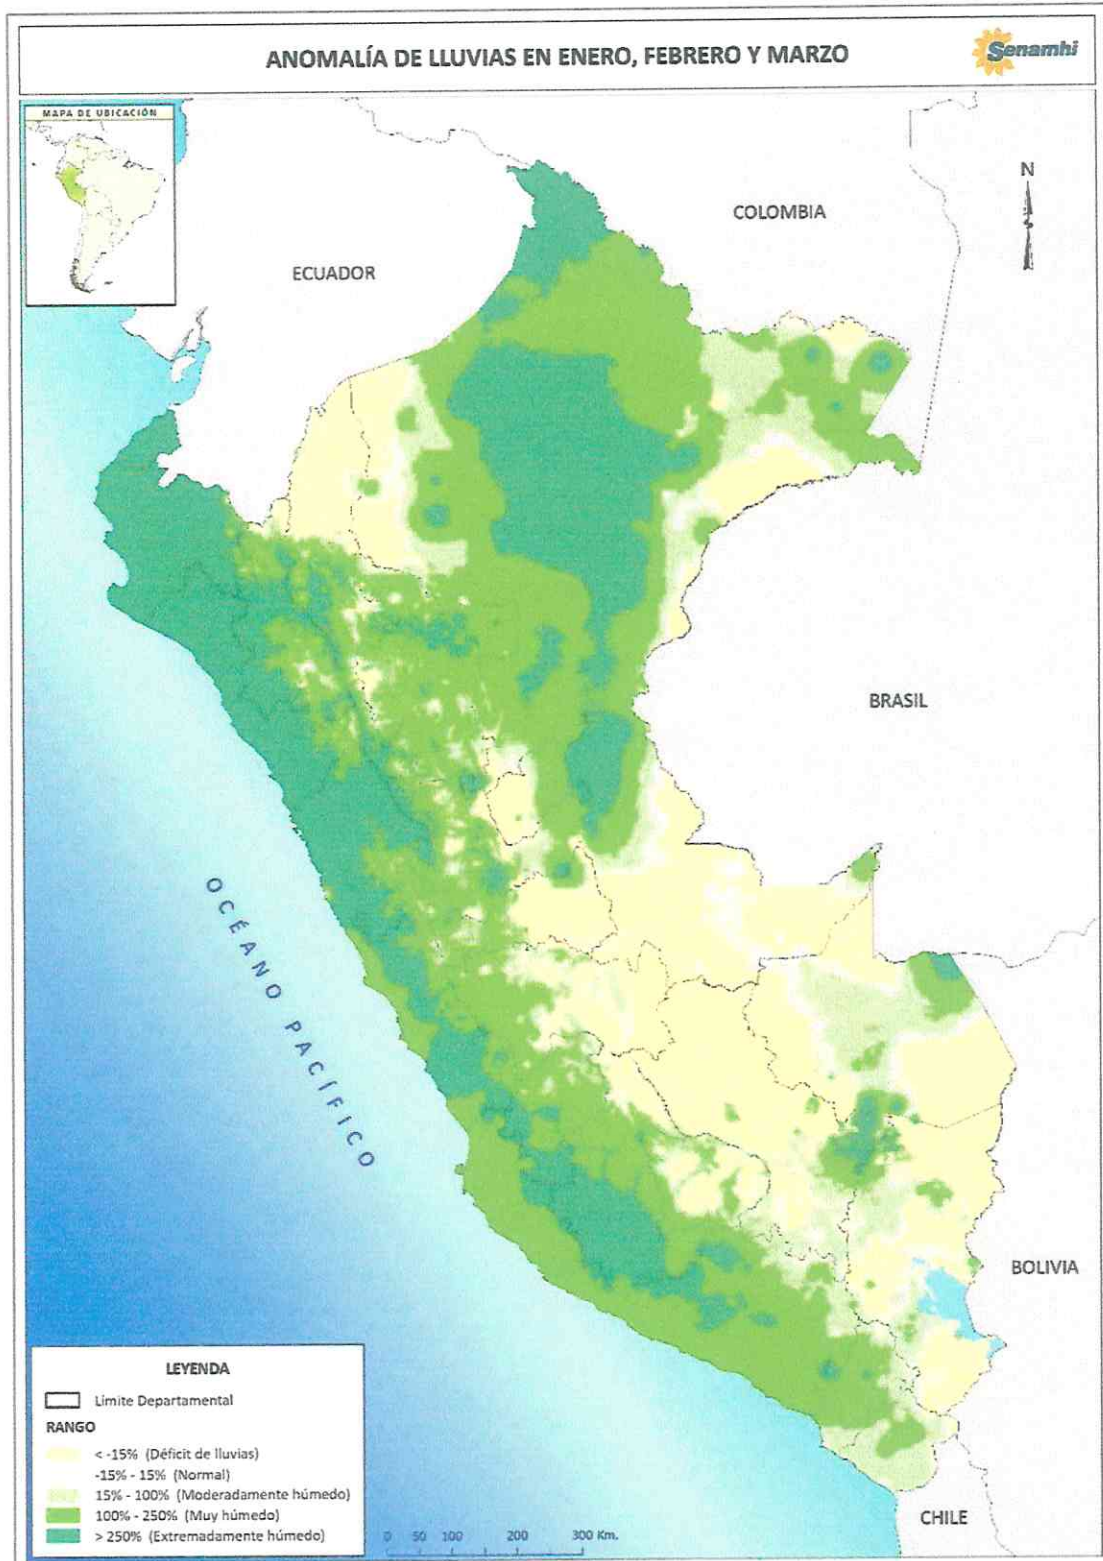 ANOMALÍA DE LLUVIAS EN ENERO, FEBRERO Y MARZO
Senamhi
MAPA DE UBICACIÓN
N
COLOMBIA
ECUADOR
BRASIL
OCÉANO PACÍFICO
BOLIVIA
CHILE
LEYENDA
Límite Departamental
RANGO
< -15% (Déficit de lluvias)
-15% - 15% (Normal)
15% - 100% (Moderadamente húmedo)
100% - 250% (Muy húmedo)
> 250% (Extremadamente húmedo)
0 50 100 200 300 Km.